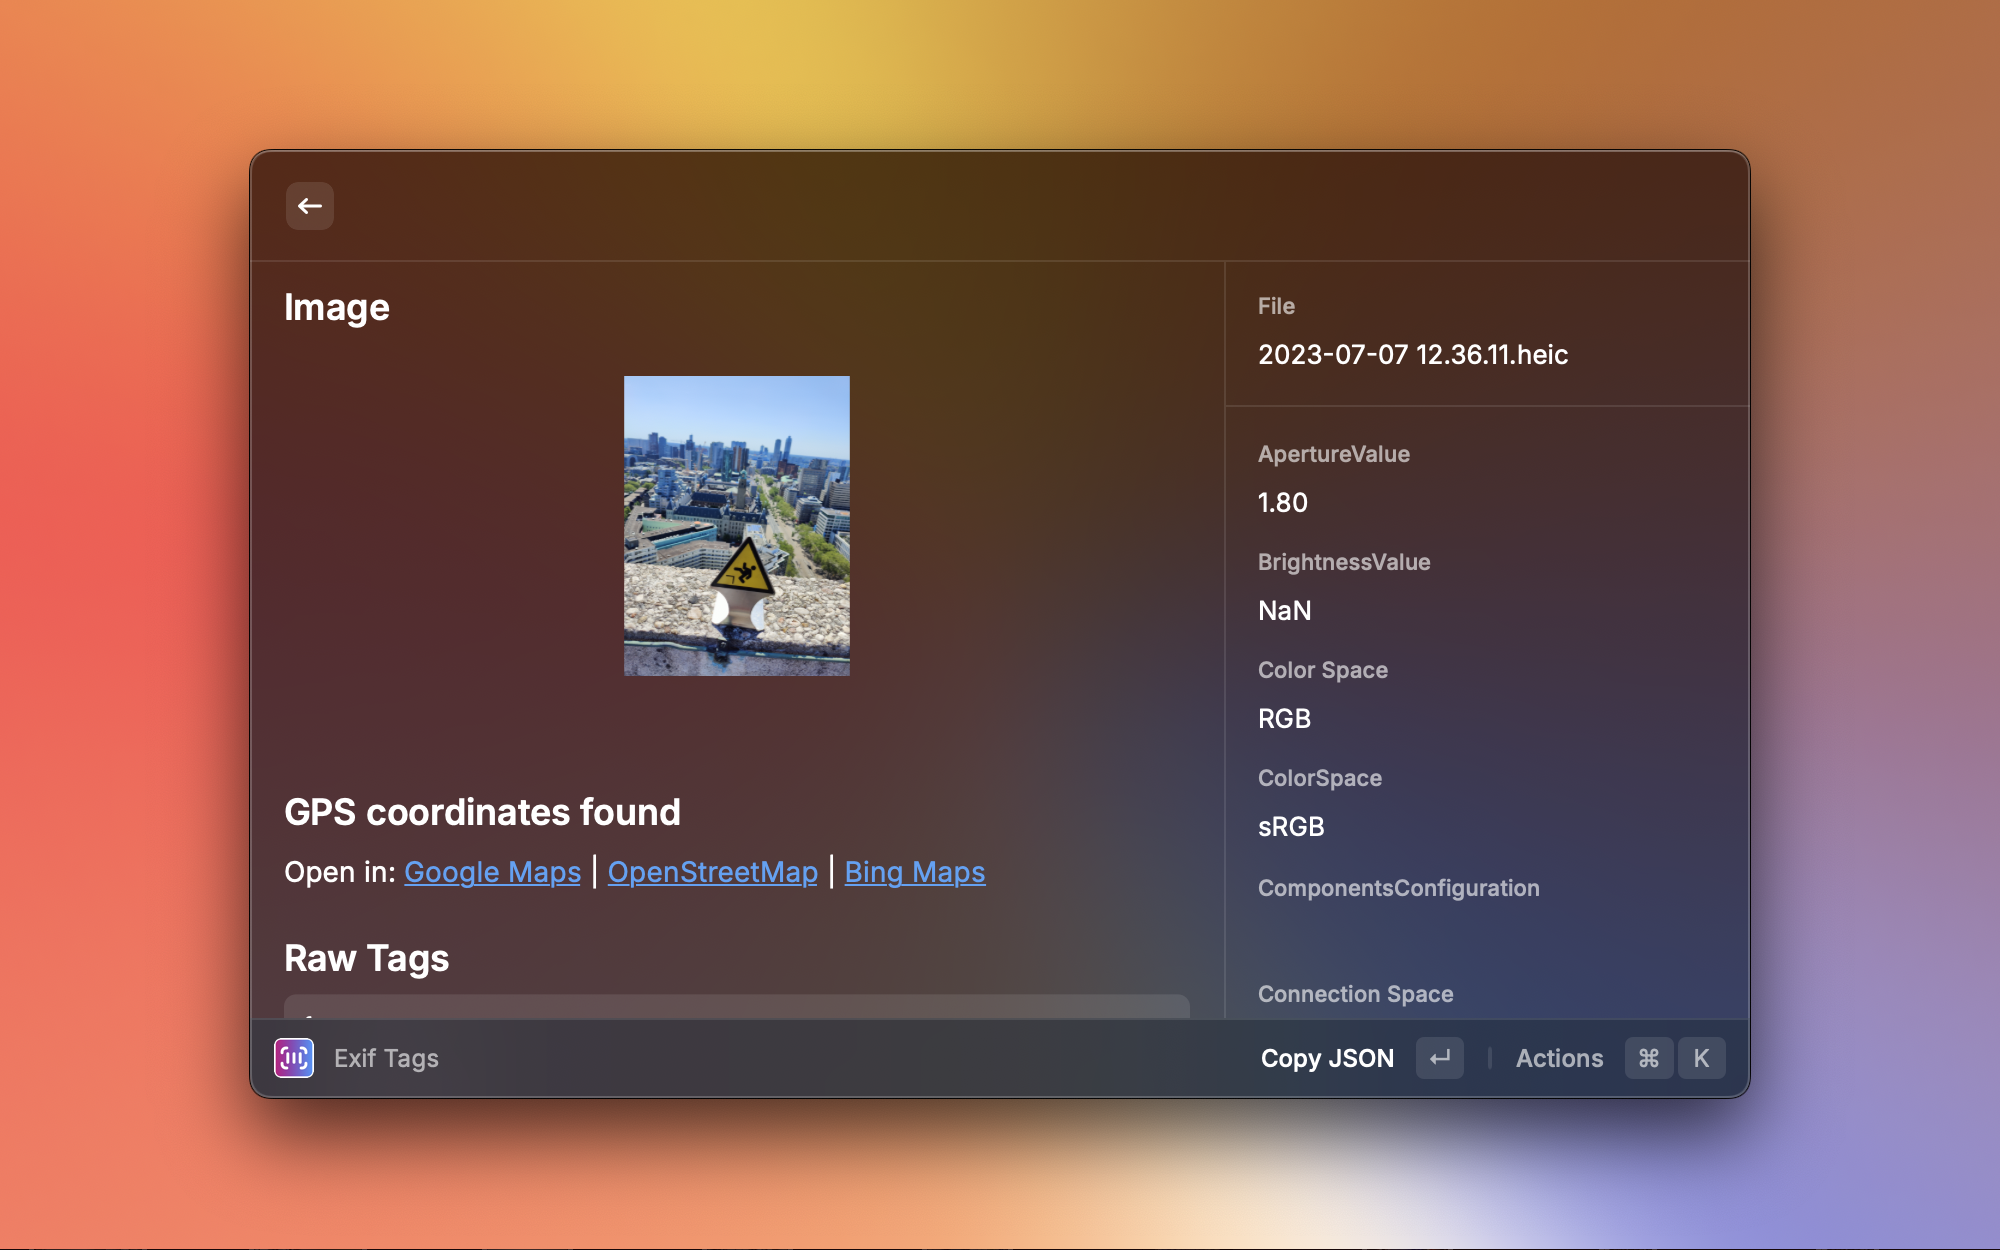 Image
GPS coordinates found
Open in: Google Maps | OpenStreetMap | Bing Maps
Raw Tags
File
2023-07-07 12.36.11.heic
ApertureValue
1.80
BrightnessValue
NaN
Color Space
RGB
ColorSpace
sRGB
ComponentsConfiguration
Connection Space
Exif Tags
Copy JSON ↵ | Actions ⌘ K